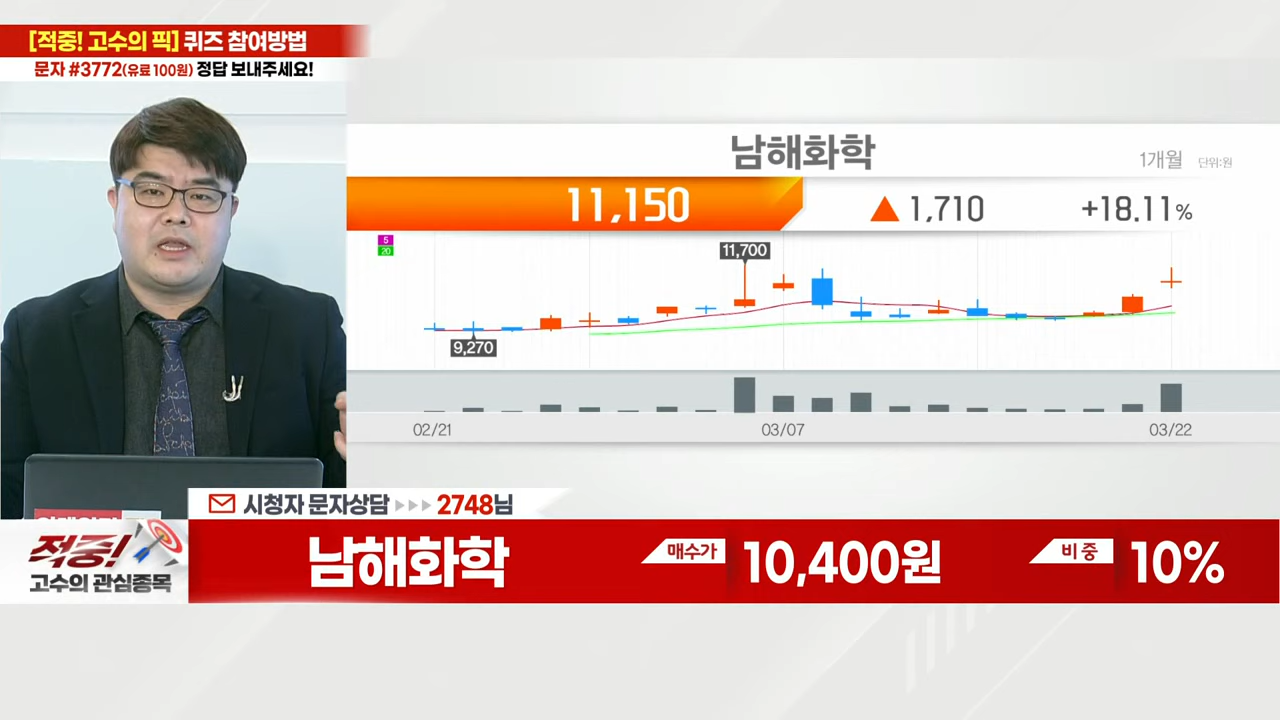 [적중! 고수의 픽] 퀴즈 참여방법
문자 #3772(유료 100원) 정답 보내주세요!
남해화학
1개월 단위:원
11,150 ▲ 1,710 +18.11%
5
20
11,700
9,270
02/21 03/07 03/22
시청자 문자상담 ▶▶▶ 2748님
적중!
고수의 관심종목
남해화학 매수가 10,400원 비중 10%